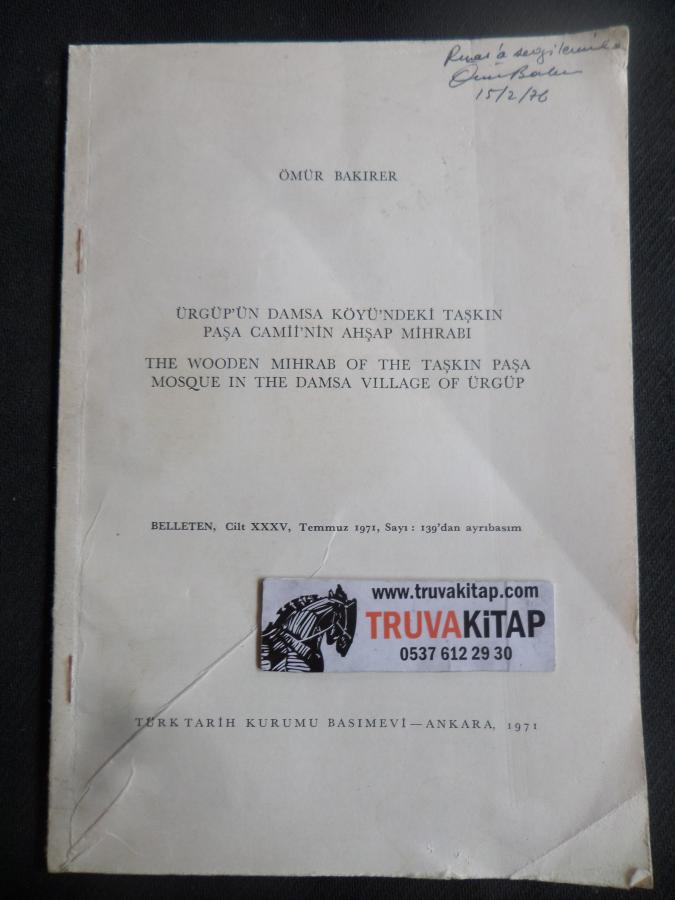 'a sevgilerimle
15/2/76
ÖMÜR BAKIRER
ÜRGÜP'ÜN DAMSA KÖYÜ'NDEKİ TAŞKIN
PAŞA CAMİİ'NİN AHŞAP MİHRABI
THE WOODEN MIHRAB OF THE TAŞKIN PAŞA
MOSQUE IN THE DAMSA VILLAGE OF ÜRGÜP
BELLETEN, Cilt XXXV, Temmuz 1971, Sayı: 139'dan ayrıbasım
www.truvakitap.com
TRUVAKiTAP
0537 612 29 30
TÜRK TARİH KURUMU BASIMEVİ — ANKARA, 1971